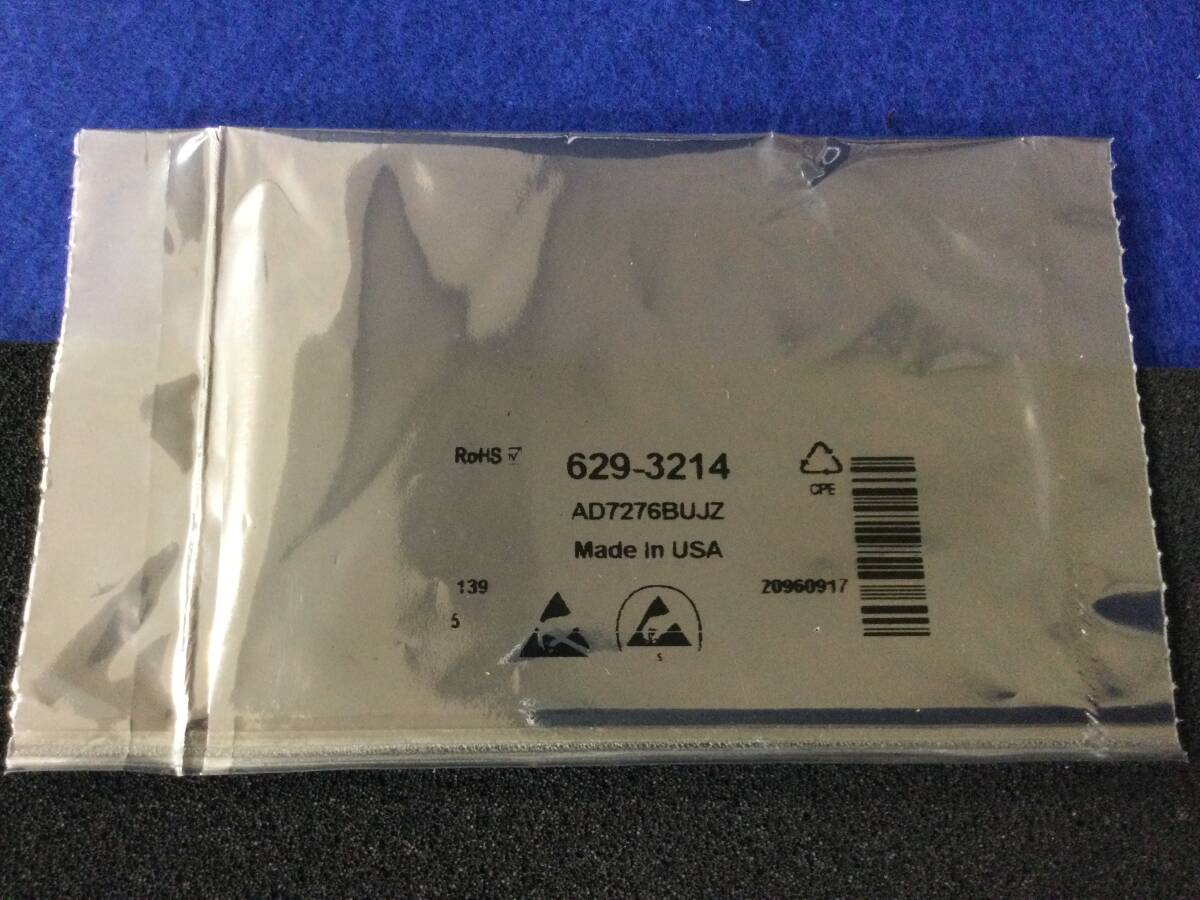 RoHS
629-3214
CPE
AD7276BUJZ
Made in USA
139
20960917
5
S